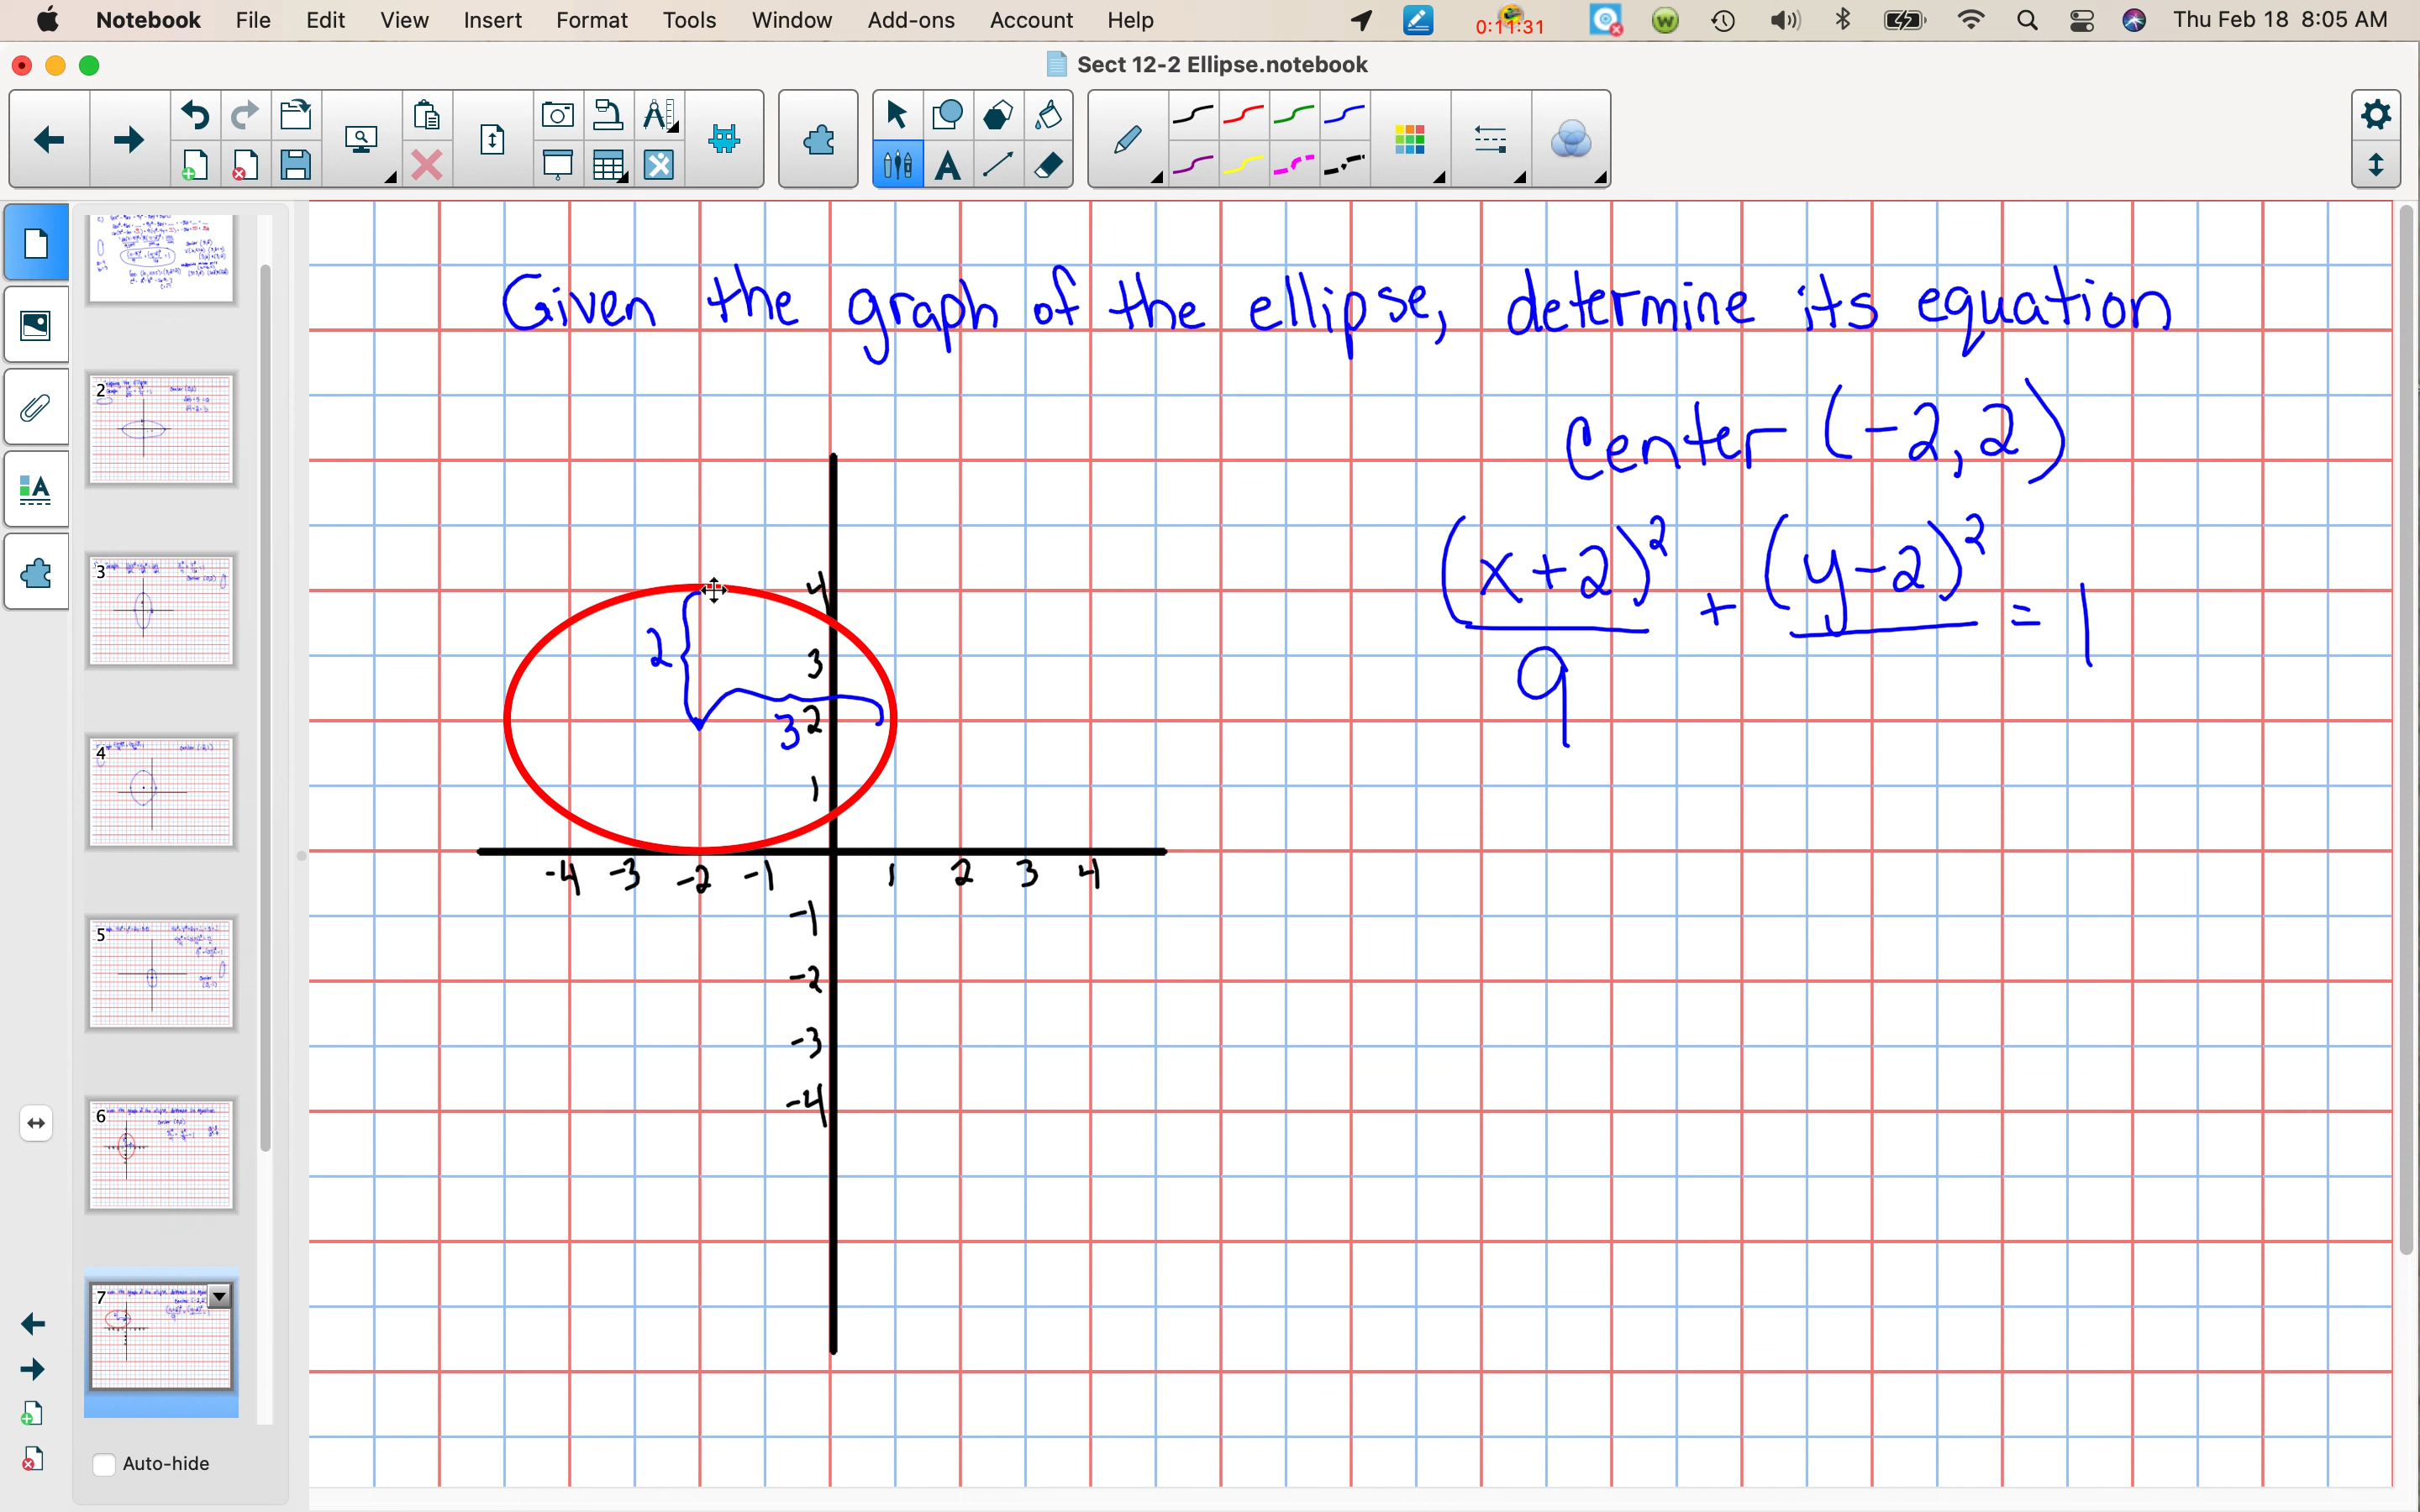 Notebook File Edit View Insert Format Tools Window Add-ons Account Help 0:11:31 Thu Feb 18 8:05 AM
Sect 12-2 Ellipse.notebook
Given the graph of the ellipse, determine its equation
Center (-2,2)
(x+2)² + (y-2)² = 1
9
4
2
3
3 2
1
-4 -3 -2 -1 1 2 3 4
-1
-2
-3
-4
2
3
4
5
6
7
Auto-hide